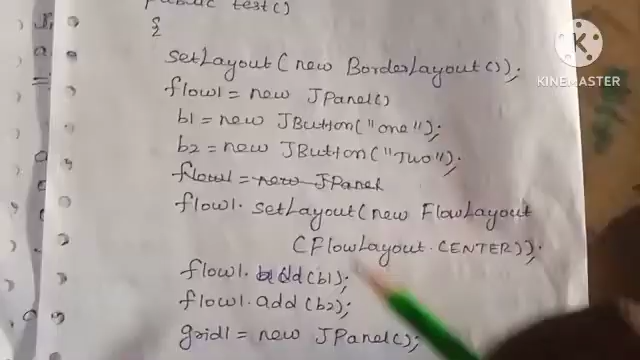 public test()
{
setLayout(new BorderLayout());
flow1 = new JPanel()
b1 = new JButton("one");
b2 = new JButton("Two");
flow1 = new JPanel
flow1. setLayout(new FlowLayout
(FlowLayout.CENTER));
flow1. add(b1);
flow1. add(b2);
grid1 = new JPanel();
KINEMASTER